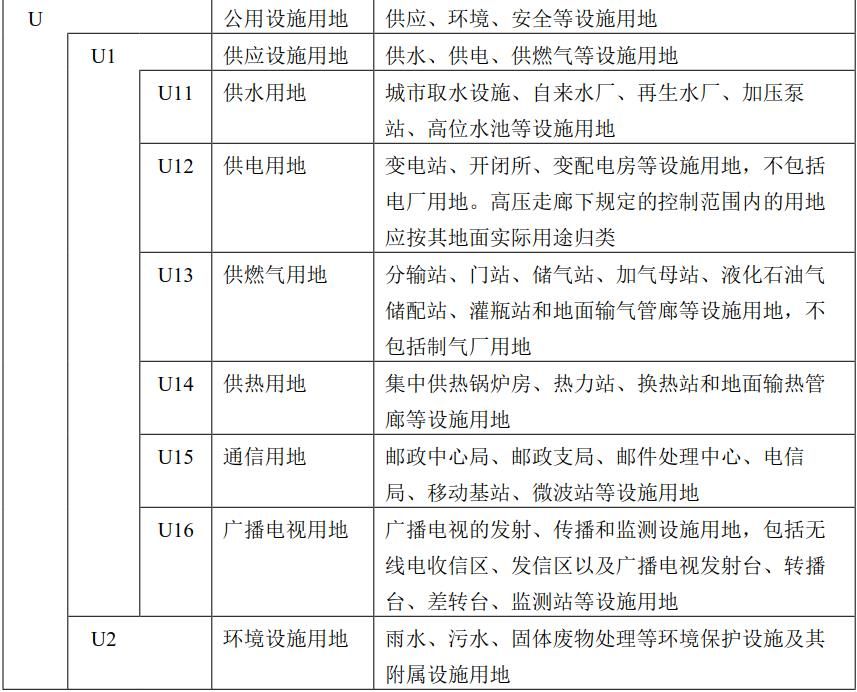 U 公用设施用地 供应、环境、安全等设施用地
U1 供应设施用地 供水、供电、供燃气等设施用地
U11 供水用地 城市取水设施、自来水厂、再生水厂、加压泵
站、高位水池等设施用地
U12 供电用地 变电站、开闭所、变配电房等设施用地，不包括
电厂用地。高压走廊下规定的控制范围内的用地
应按其地面实际用途归类
U13 供燃气用地 分输站、门站、储气站、加气母站、液化石油气
储配站、灌瓶站和地面输气管廊等设施用地，不
包括制气厂用地
U14 供热用地 集中供热锅炉房、热力站、换热站和地面输热管
廊等设施用地
U15 通信用地 邮政中心局、邮政支局、邮件处理中心、电信
局、移动基站、微波站等设施用地
U16 广播电视用地 广播电视的发射、传播和监测设施用地，包括无
线电收信区、发信区以及广播电视发射台、转播
台、差转台、监测站等设施用地
U2 环境设施用地 雨水、污水、固体废物处理等环境保护设施及其
附属设施用地